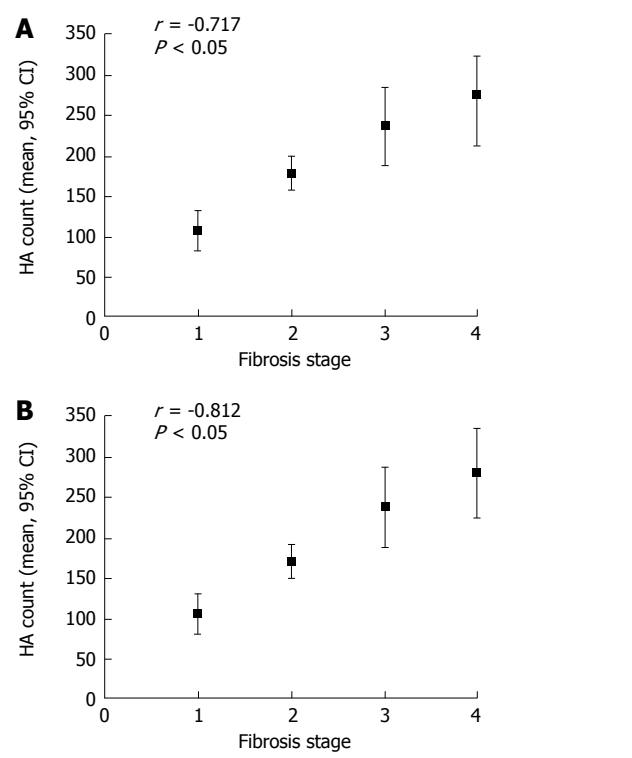 A
r = -0.717
P < 0.05
350
300
250
200
150
100
50
0
HA count (mean, 95% CI)
0 1 2 3 4
Fibrosis stage
B
r = -0.812
P < 0.05
350
300
250
200
150
100
50
0
HA count (mean, 95% CI)
0 1 2 3 4
Fibrosis stage